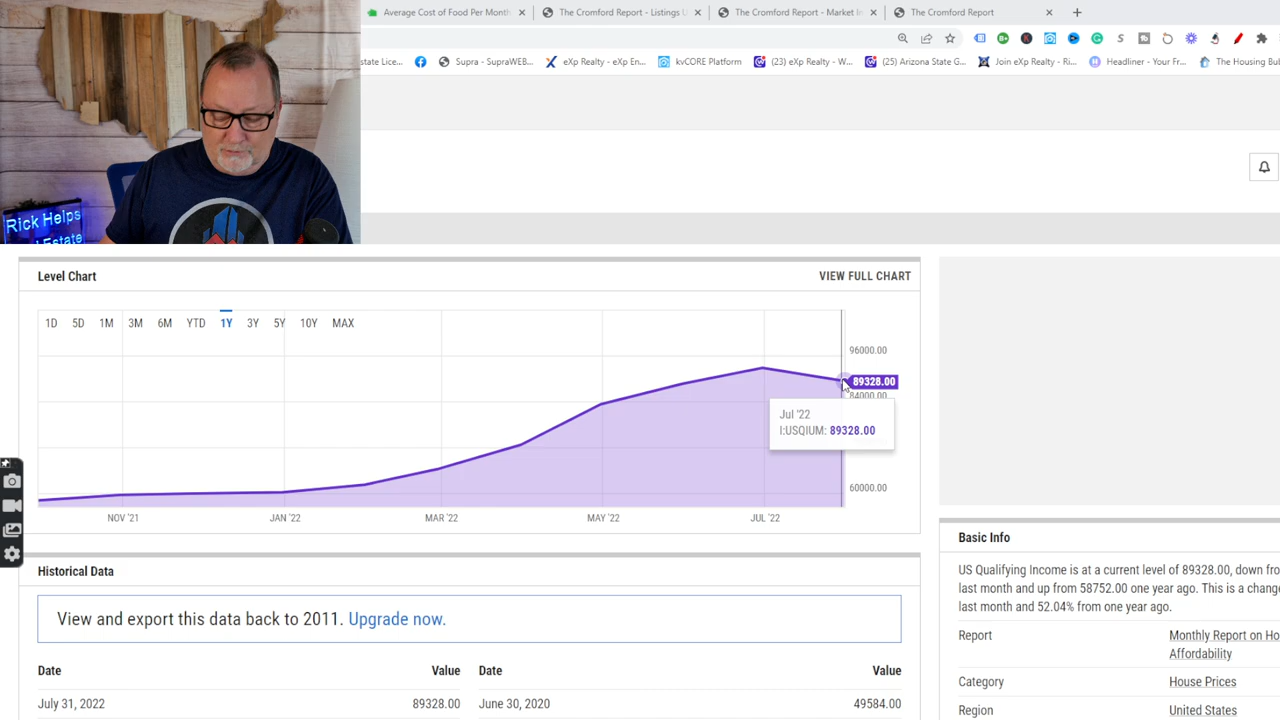 Average Cost of Food Per Month
The Cromford Report - Listings U
The Cromford Report - Market I
The Cromford Report
state Lice...
Supra - SupraWEB...
eXp Realty - eXp En...
kvCORE Platform
(23) eXp Realty - W...
(25) Arizona State G...
Join eXp Realty - Ri...
Headliner - Your Fr...
The Housing Bu
Rick Helps
l Estate
Level Chart
VIEW FULL CHART
1D 5D 1M 3M 6M YTD 1Y 3Y 5Y 10Y MAX
96000.00
89328.00
84000.00
Jul '22
I:USQIUM: 89328.00
60000.00
NOV '21 JAN '22 MAR '22 MAY '22 JUL '22
Historical Data
View and export this data back to 2011. Upgrade now.
Date Value Date Value
July 31, 2022 89328.00 June 30, 2020 49584.00
Basic Info
US Qualifying Income is at a current level of 89328.00, down fro
last month and up from 58752.00 one year ago. This is a change
last month and 52.04% from one year ago.
Report Monthly Report on Ho
Affordability
Category House Prices
Region United States